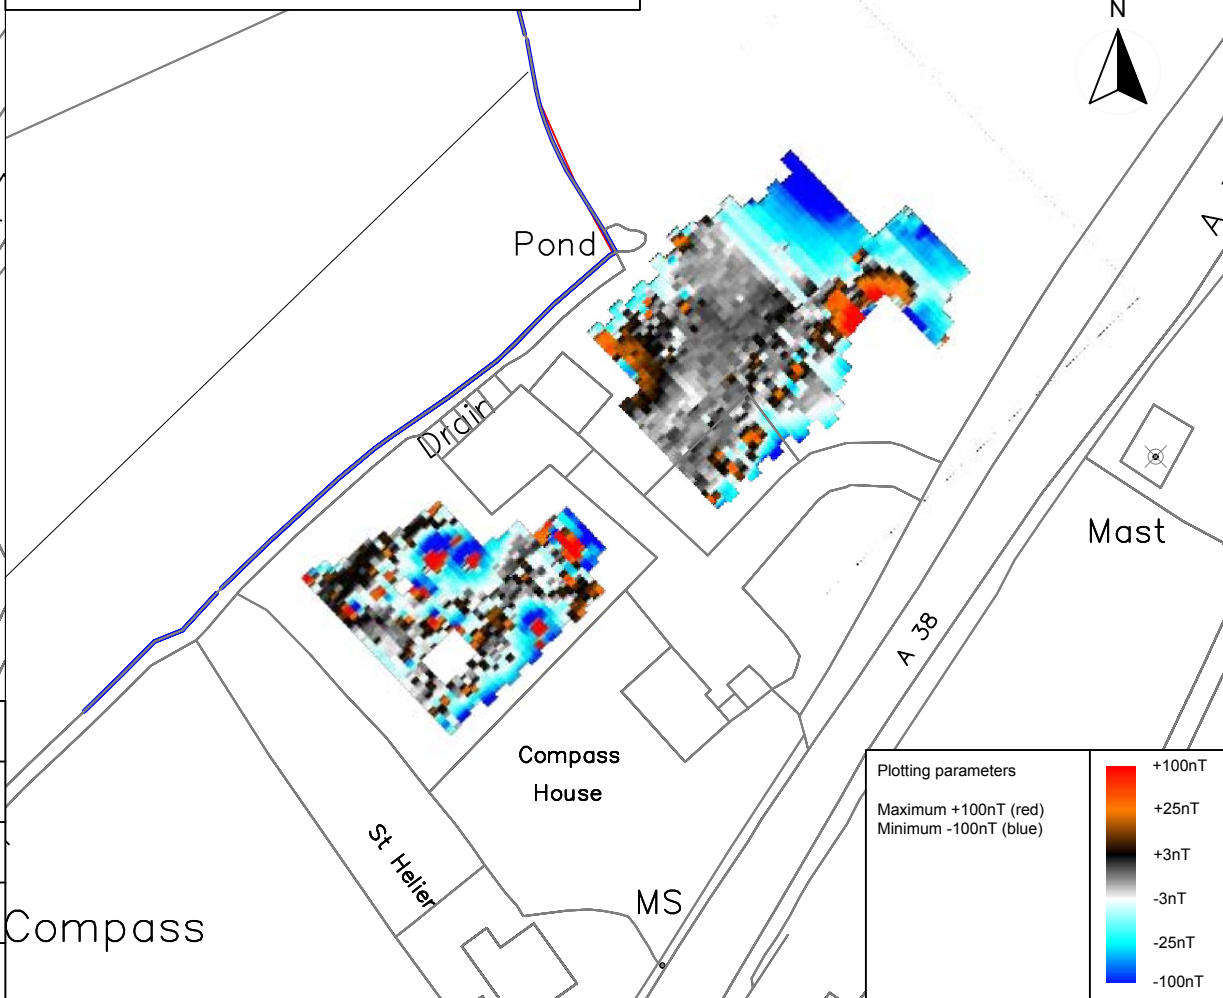 N
A
Pond
Drain
Mast
A 38
Compass
House
St Helier
MS
Compass
Plotting parameters
Maximum +100nT (red)
Minimum -100nT (blue)
+100nT
+25nT
+3nT
-3nT
-25nT
-100nT